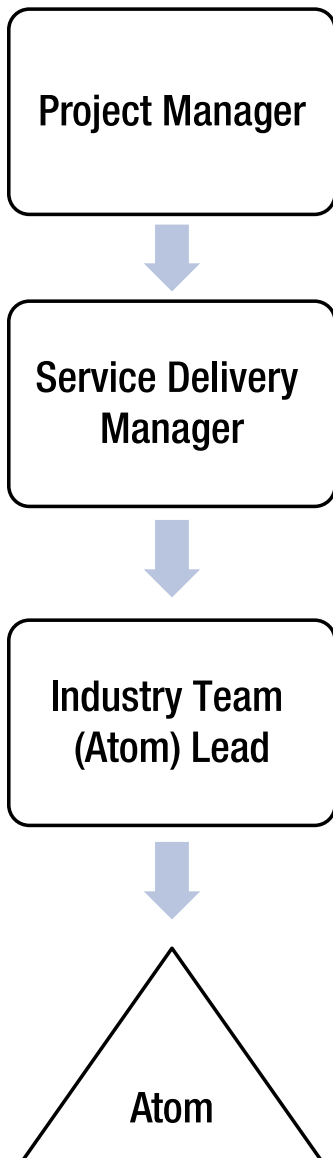 Project Manager
Service Delivery
Manager
Industry Team
(Atom) Lead
Atom